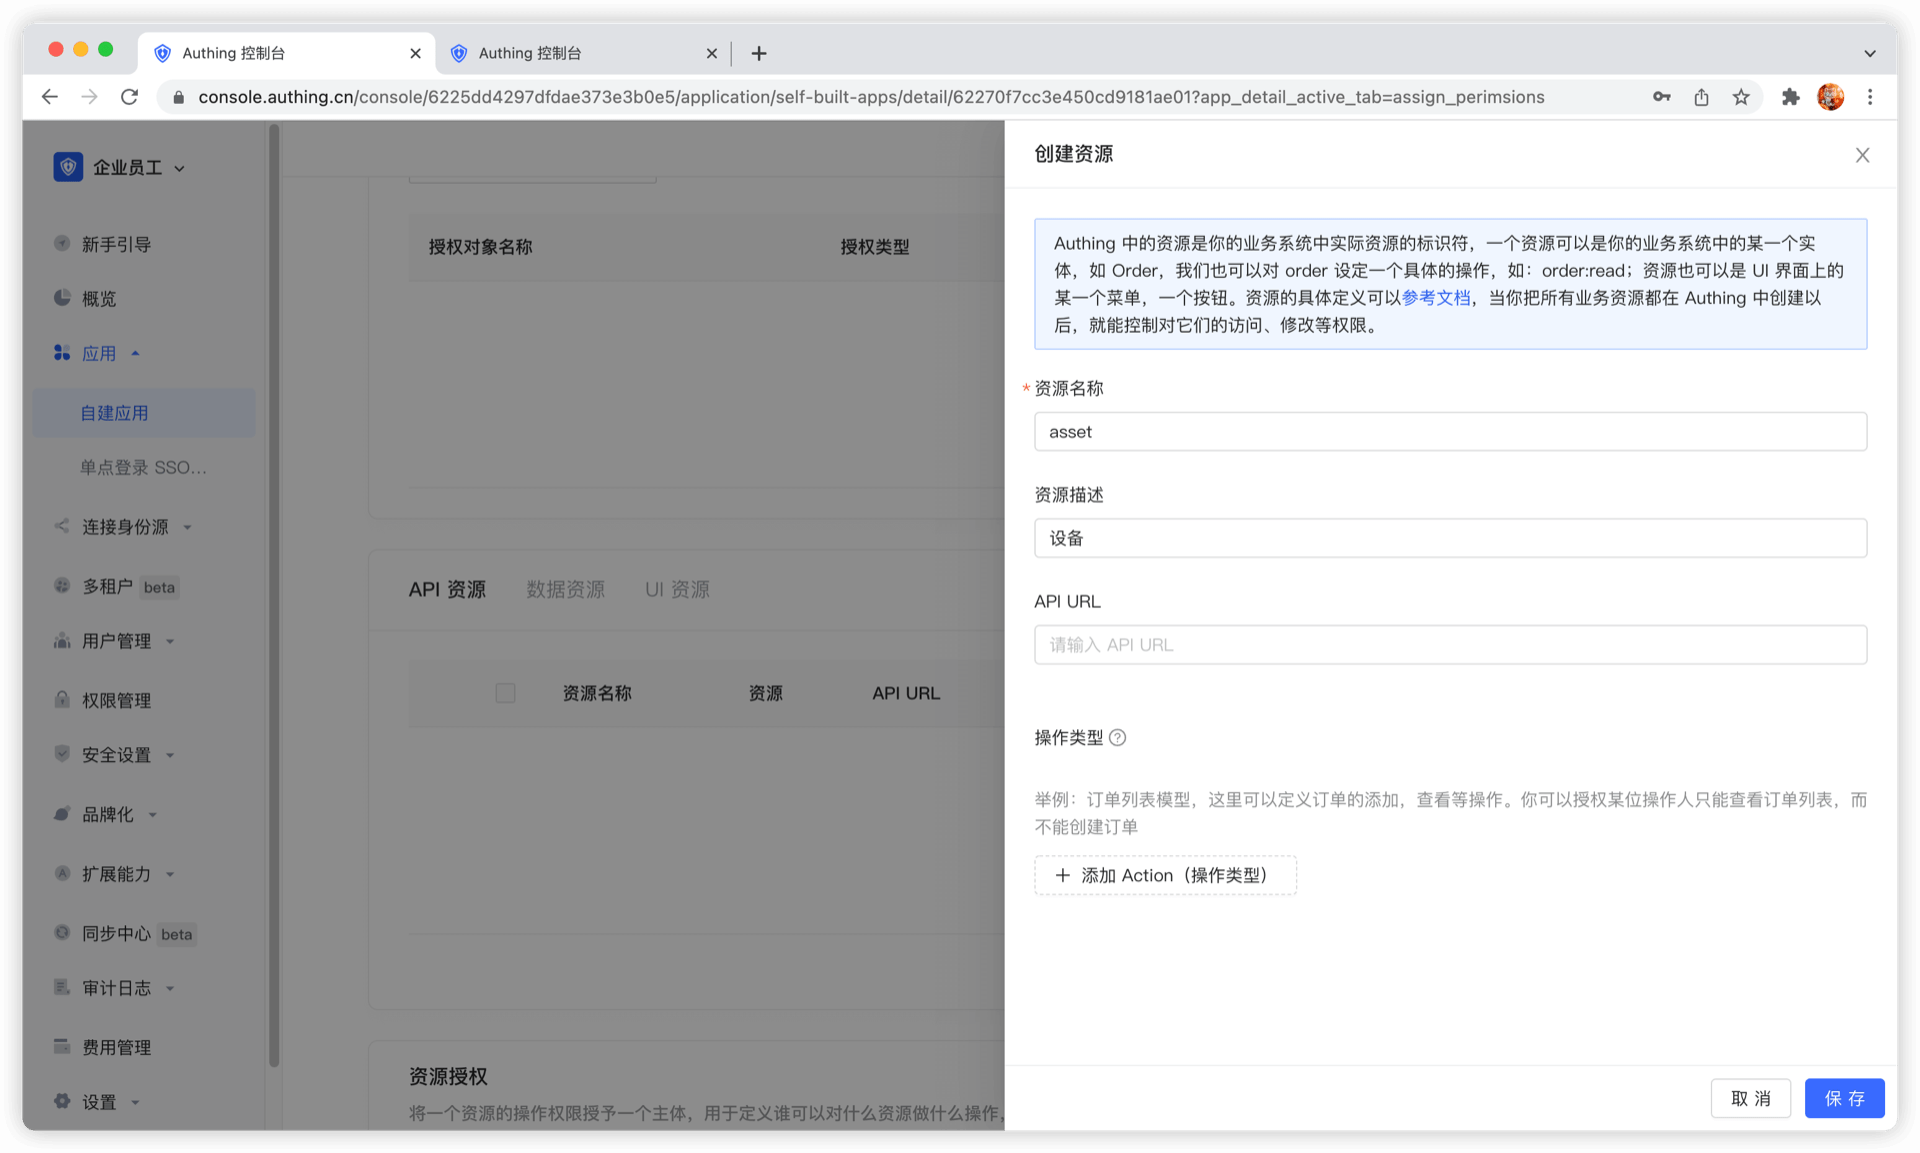 Authing 控制台
Authing 控制台
console.authing.cn/console/6225dd4297dfdae373e3b0e5/application/self-built-apps/detail/62270f7cc3e450cd9181ae01?app_detail_active_tab=assign_perimsions
企业员工
新手引导
概览
应用
自建应用
单点登录 SSO...
连接身份源
多租户 beta
用户管理
权限管理
安全设置
品牌化
扩展能力
同步中心 beta
审计日志
费用管理
设置
授权对象名称 授权类型
API 资源 数据资源 UI 资源
资源名称 资源 API URL
资源授权
将一个资源的操作权限授予一个主体，用于定义谁可以对什么资源做什么操作，
创建资源
Authing 中的资源是你的业务系统中实际资源的标识符，一个资源可以是你的业务系统中的某一个实
体，如 Order，我们也可以对 order 设定一个具体的操作，如：order:read；资源也可以是 UI 界面上的
某一个菜单，一个按钮。资源的具体定义可以参考文档，当你把所有业务资源都在 Authing 中创建以
后，就能控制对它们的访问、修改等权限。
* 资源名称
asset
资源描述
设备
API URL
请输入 API URL
操作类型
举例：订单列表模型，这里可以定义订单的添加，查看等操作。你可以授权某位操作人只能查看订单列表，而
不能创建订单
+ 添加 Action（操作类型）
取 消 保 存